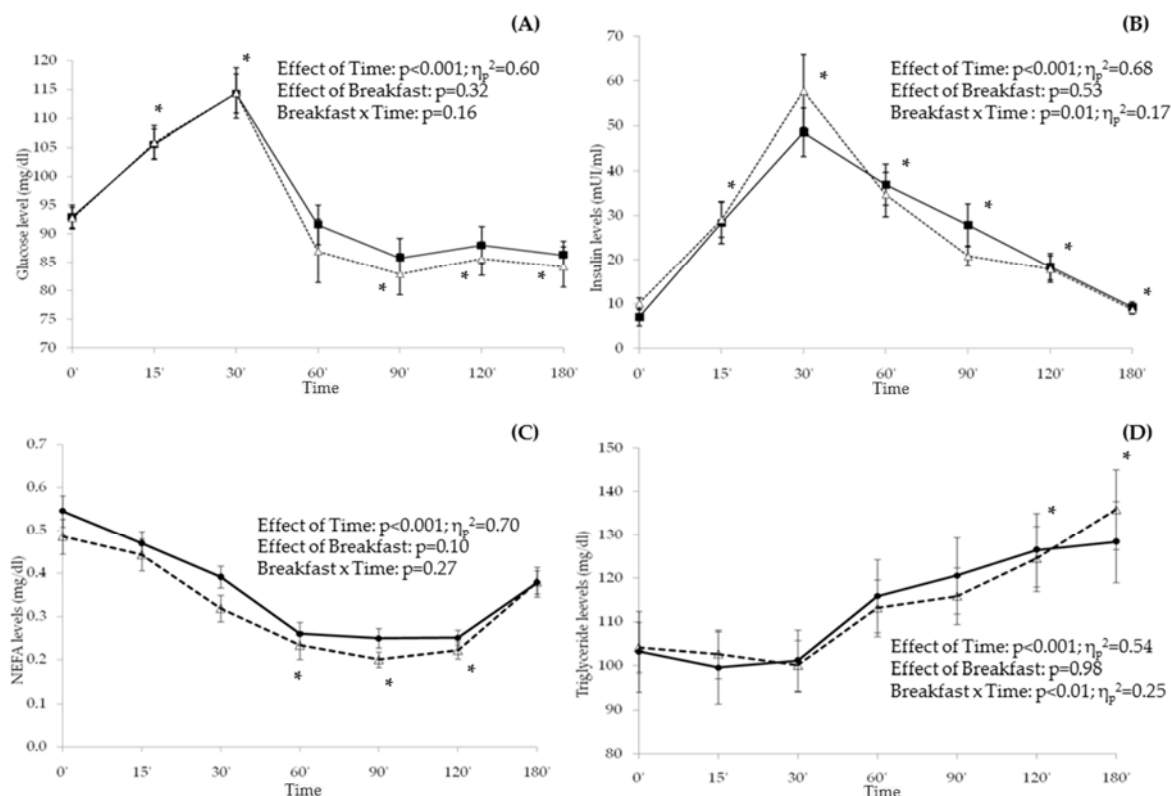 (A)
Effect of Time: p<0.001; ηp²=0.60
Effect of Breakfast: p=0.32
Breakfast x Time: p=0.16
Glucose level (mg/dl)
120
115
110
105
100
95
90
85
80
75
70
0' 15' 30' 60' 90' 120' 180'
Time
* * * * *
(B)
Effect of Time: p<0.001; ηp²=0.68
Effect of Breakfast: p=0.53
Breakfast x Time : p=0.01; ηp²=0.17
Insulin levels (mUI/ml)
70
60
50
40
30
20
10
0
0' 15' 30' 60' 90' 120' 180'
Time
* * * * * *
(C)
Effect of Time: p<0.001; ηp²=0.70
Effect of Breakfast: p=0.10
Breakfast x Time: p=0.27
NEFA levels (mg/dl)
0.7
0.6
0.5
0.4
0.3
0.2
0.1
0.0
0' 15' 30' 60' 90' 120' 180'
Time
* * *
(D)
Effect of Time: p<0.001; ηp²=0.54
Effect of Breakfast: p=0.98
Breakfast x Time: p<0.01; ηp²=0.25
Triglyceride leevels (mg/dl)
150
140
130
120
110
100
90
80
0' 15' 30' 60' 90' 120' 180'
Time
* *